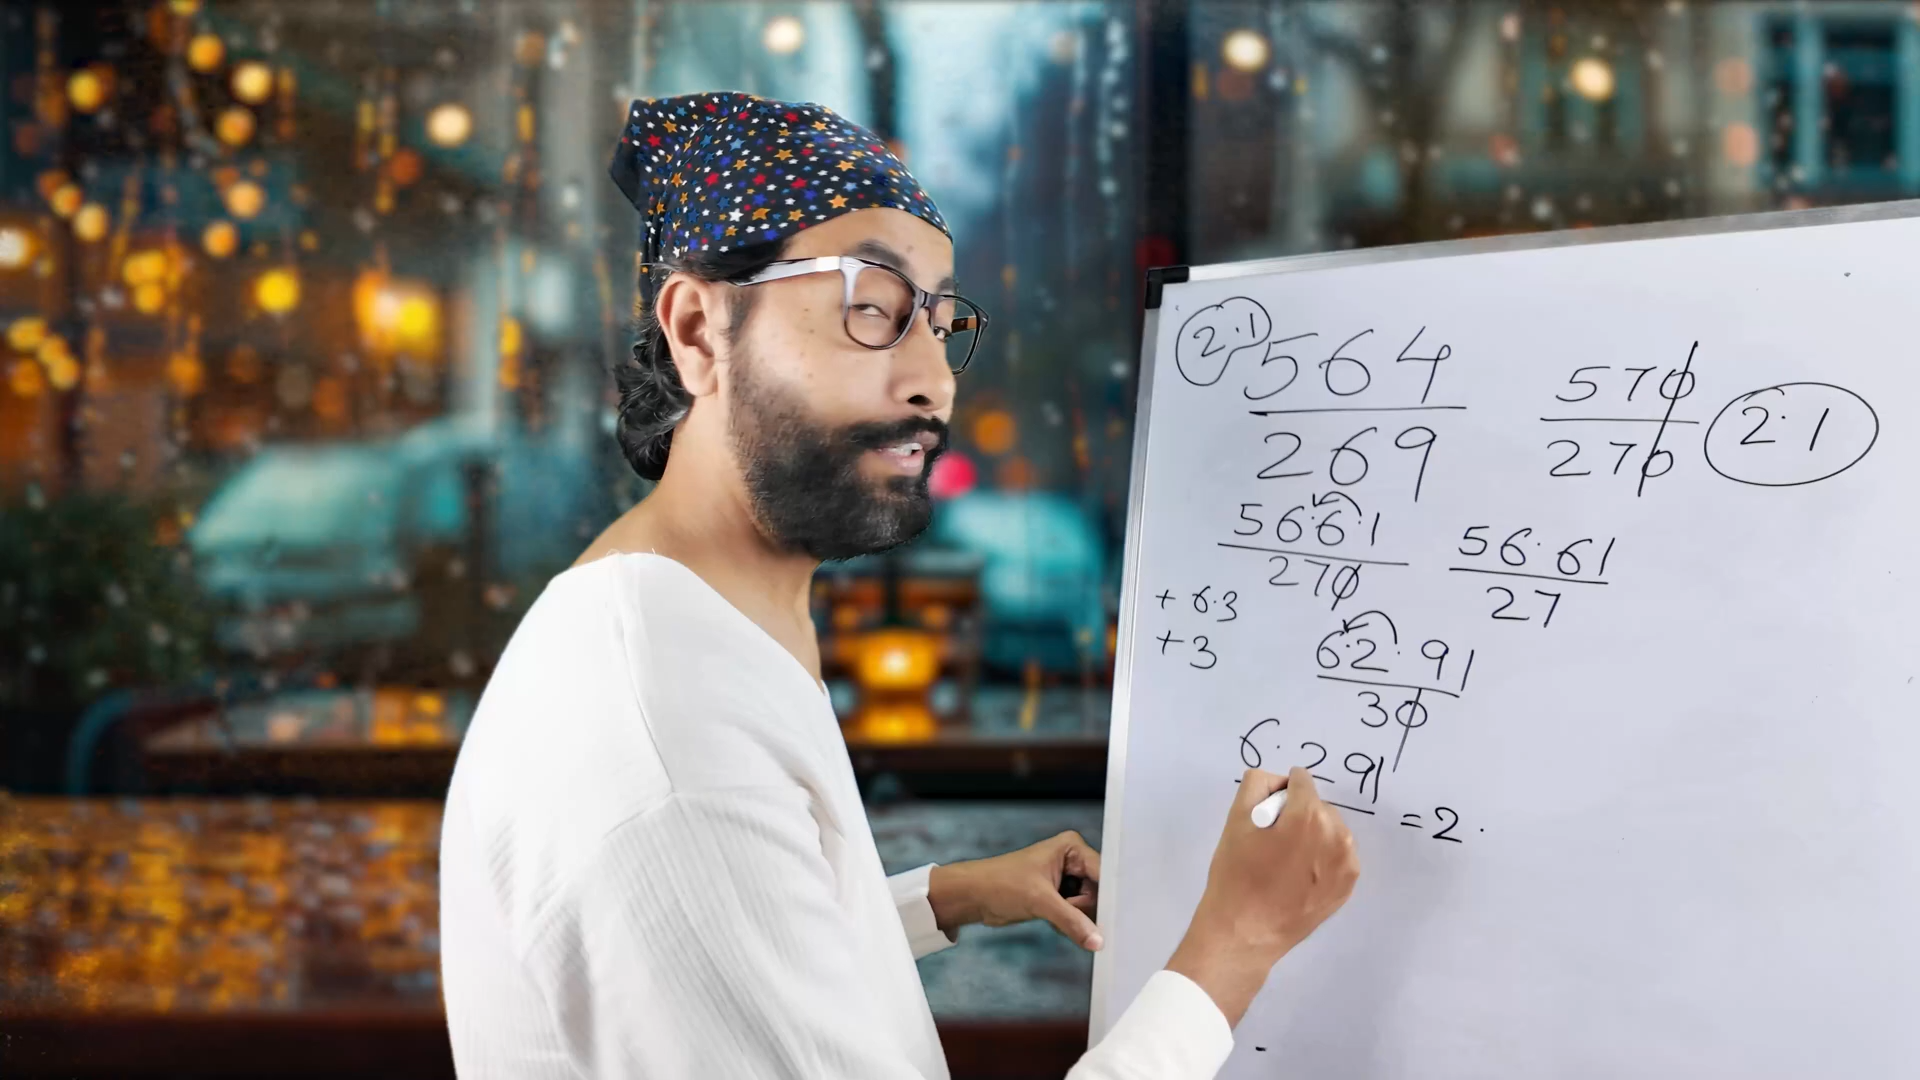 2.1 564 / 269
570 / 270 2.1
566.1 / 270
56.61 / 27
+ 6.3
+ 3
62.91 / 30
6.291
= 2.